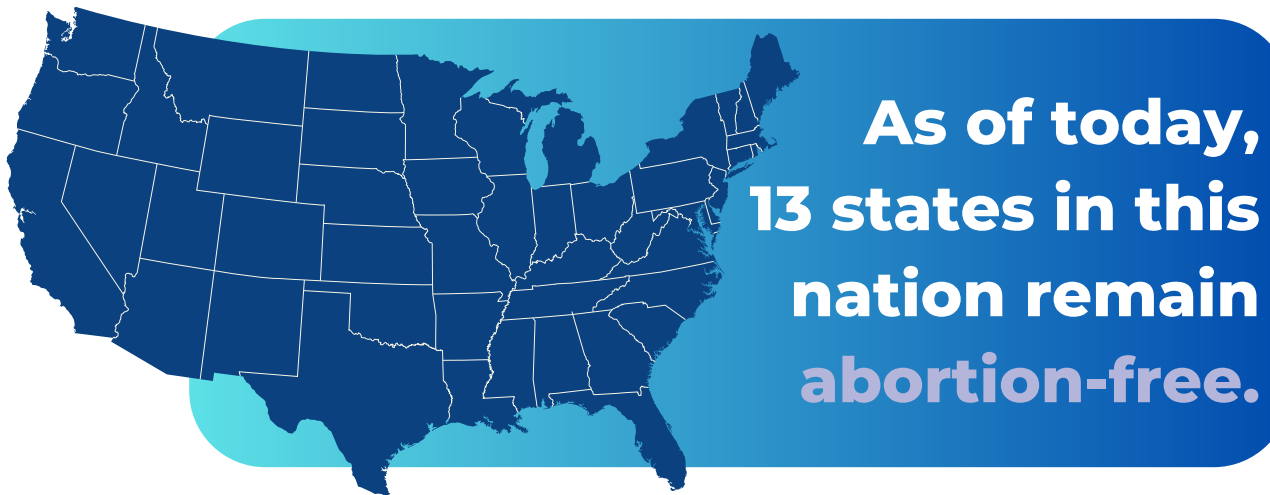 As of today,
13 states in this
nation remain
abortion-free.